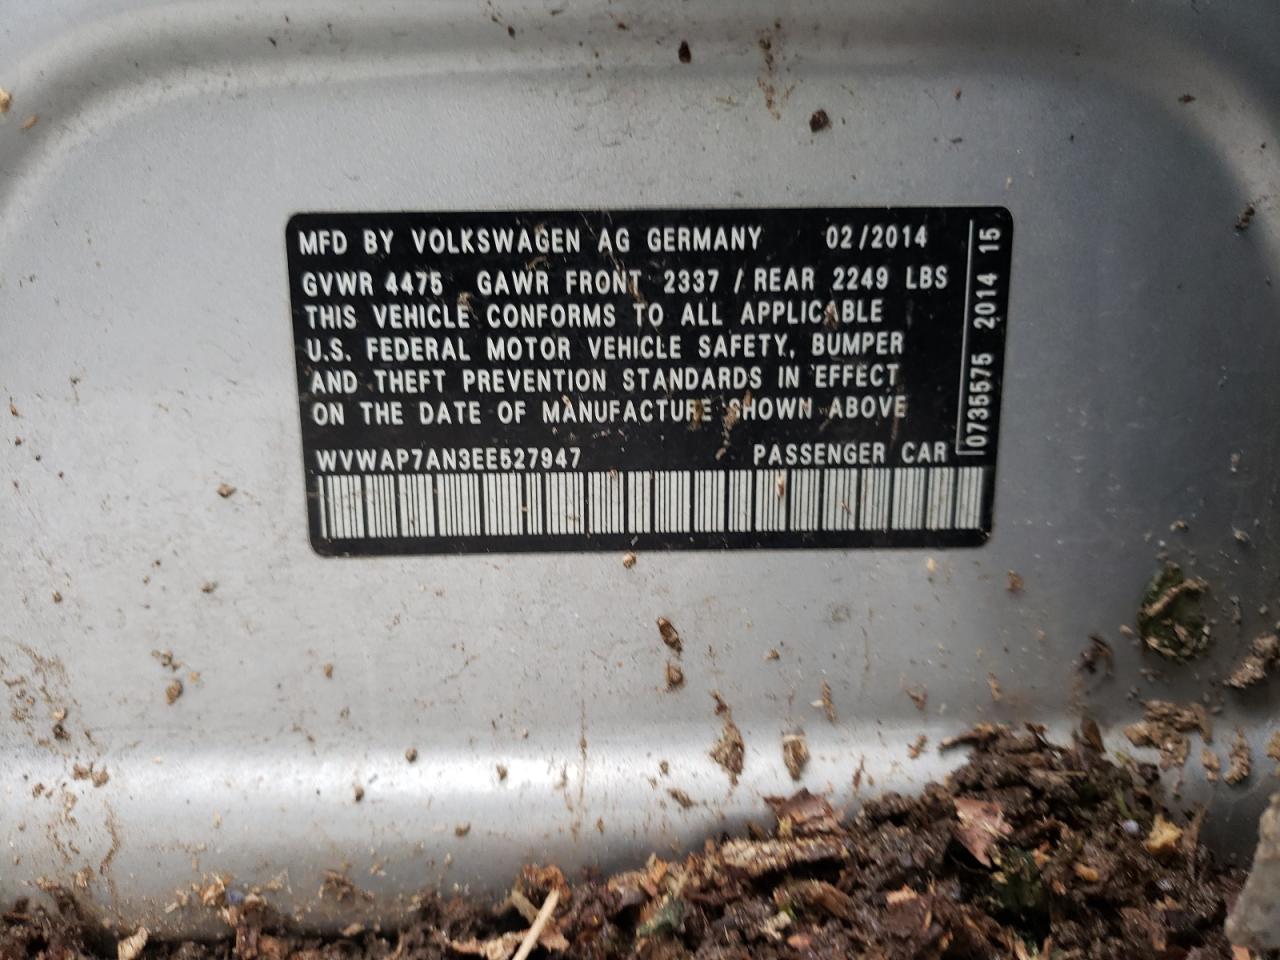 MFD BY VOLKSWAGEN AG GERMANY 02/2014
GVWR 4475 GAWR FRONT 2337 / REAR 2249 LBS
THIS VEHICLE CONFORMS TO ALL APPLICABLE
U.S. FEDERAL MOTOR VEHICLE SAFETY, BUMPER
AND THEFT PREVENTION STANDARDS IN EFFECT
ON THE DATE OF MANUFACTURE SHOWN ABOVE
WVWAP7AN3EE527947 PASSENGER CAR
0735575 2014 15